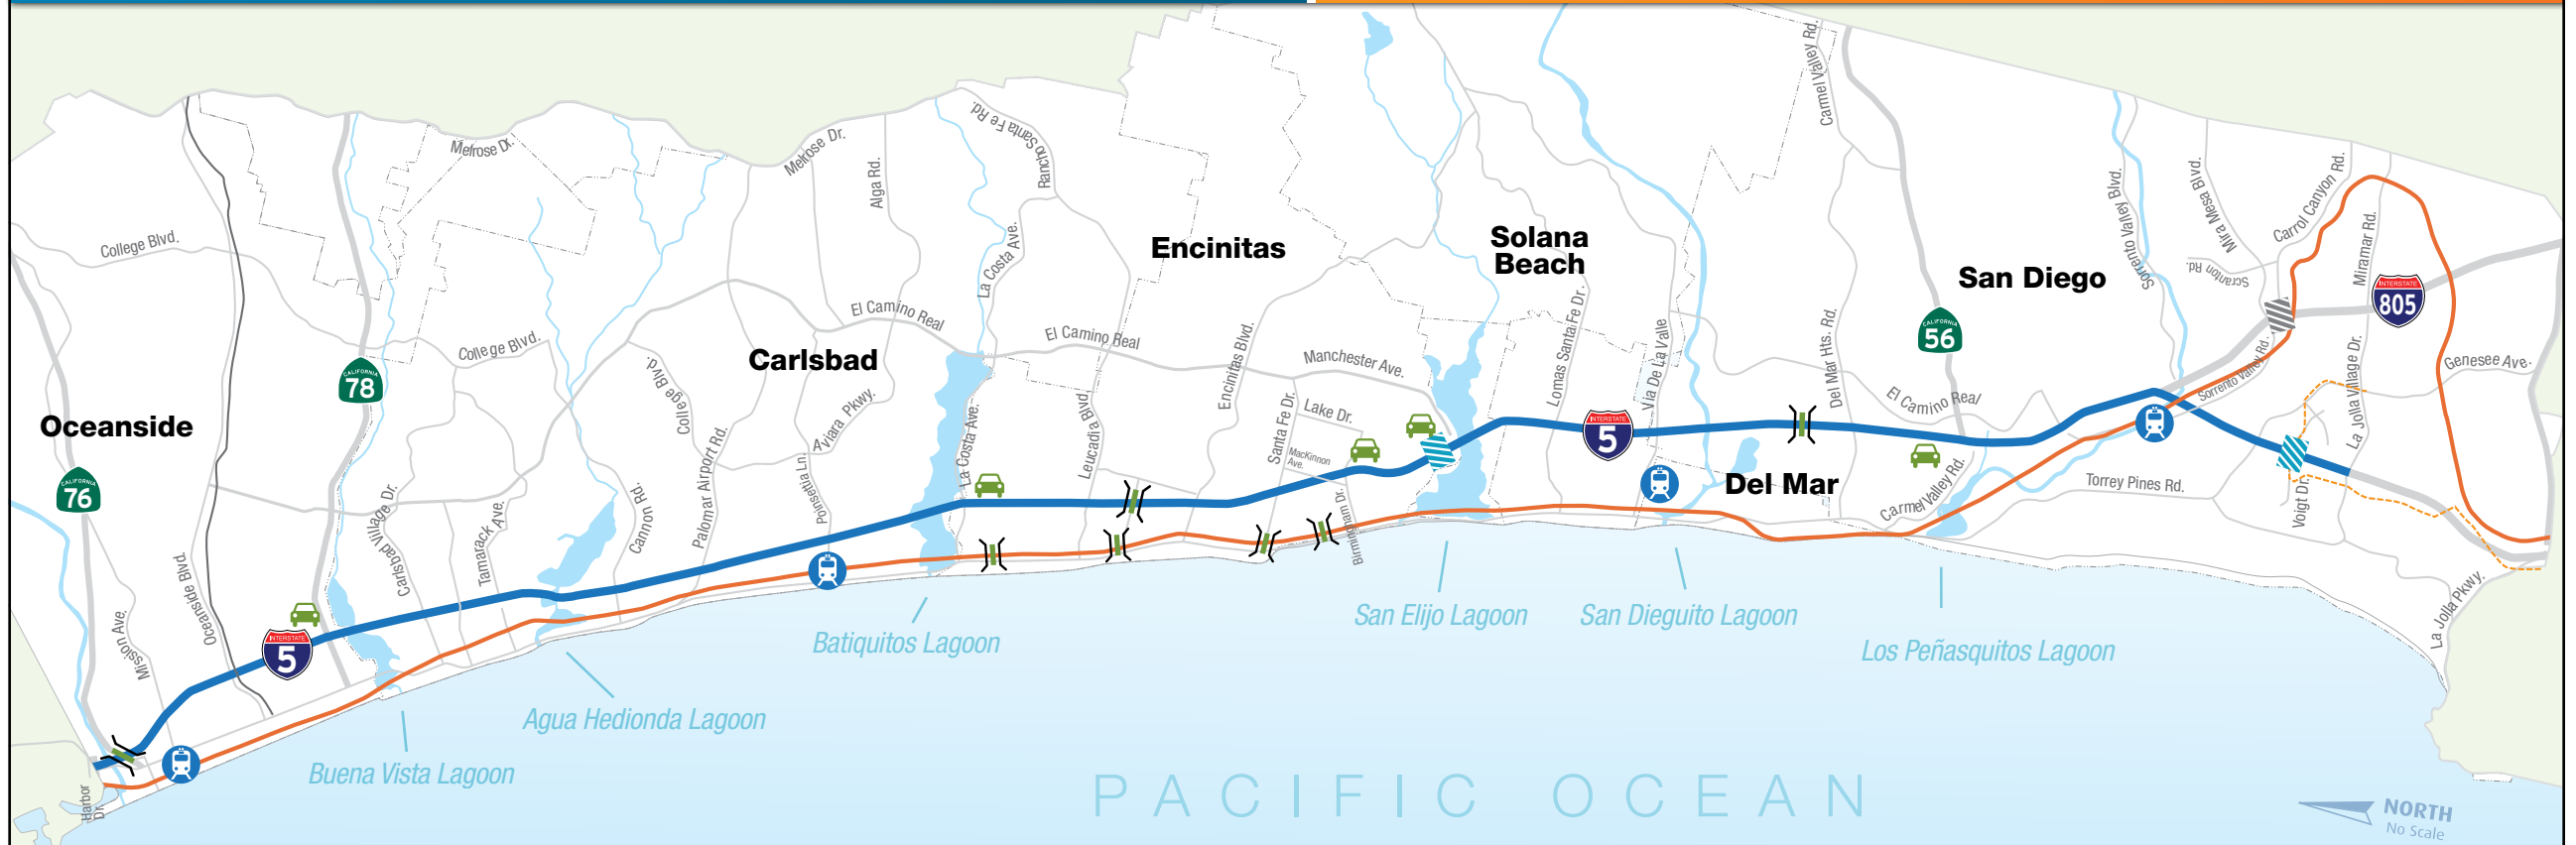 Carmel Valley Rd.
Melrose Dr.
Melrose Dr.
Alga Rd.
Rancho Santa Fe Rd.
College Blvd.
La Costa Ave.
Encinitas
Solana
Beach
San Diego
Sorrento Valley Blvd.
Mira Mesa Blvd.
Carrol Canyon Rd.
Scranton Rd.
Miramar Rd.
INTERSTATE
805
El Camino Real
El Camino Real
College Blvd.
CALIFORNIA
78
Carlsbad
College Blvd.
Aviara Pkwy.
Encinitas Blvd.
Manchester Ave.
Lomas Santa Fe Dr.
Via De La Valle
Del Mar Hts. Rd.
CALIFORNIA
56
El Camino Real
Sorrento Valley Rd.
La Jolla Village Dr.
Genesee Ave.
Oceanside
CALIFORNIA
76
La Costa Ave.
Leucadia Blvd.
Santa Fe Dr.
Lake Dr.
MacKinnon
Ave.
Birmingham Dr.
INTERSTATE
5
Del Mar
Carmel Valley Rd.
Torrey Pines Rd.
Voigt Dr.
Carlsbad Village Dr.
Tamarack Ave.
Cannon Rd.
Palomar Airport Rd.
Poinsettia Ln.
Mission Ave.
Oceanside Blvd.
INTERSTATE
5
La Jolla Pkwy.
Batiquitos Lagoon
San Elijo Lagoon
San Dieguito Lagoon
Los Peñasquitos Lagoon
Agua Hedionda Lagoon
Buena Vista Lagoon
Harbor
Dr.
PACIFIC OCEAN
NORTH
No Scale